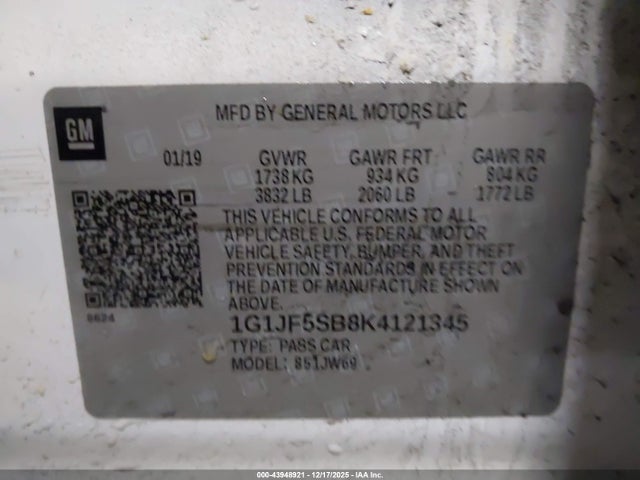 GM
MFD BY GENERAL MOTORS LLC
01/19 GVWR GAWR FRT GAWR RR
1738 KG 934 KG 804 KG
3832 LB 2060 LB 1772 LB
THIS VEHICLE CONFORMS TO ALL
APPLICABLE U.S. FEDERAL MOTOR
VEHICLE SAFETY, BUMPER, AND THEFT
PREVENTION STANDARDS IN EFFECT ON
THE DATE OF MANUFACTURE SHOWN
ABOVE.
8624
1G1JF5SB8K4121345
TYPE: PASS CAR
MODEL: 1JW69
000-43948921 - 12/17/2025 - IAA Inc.